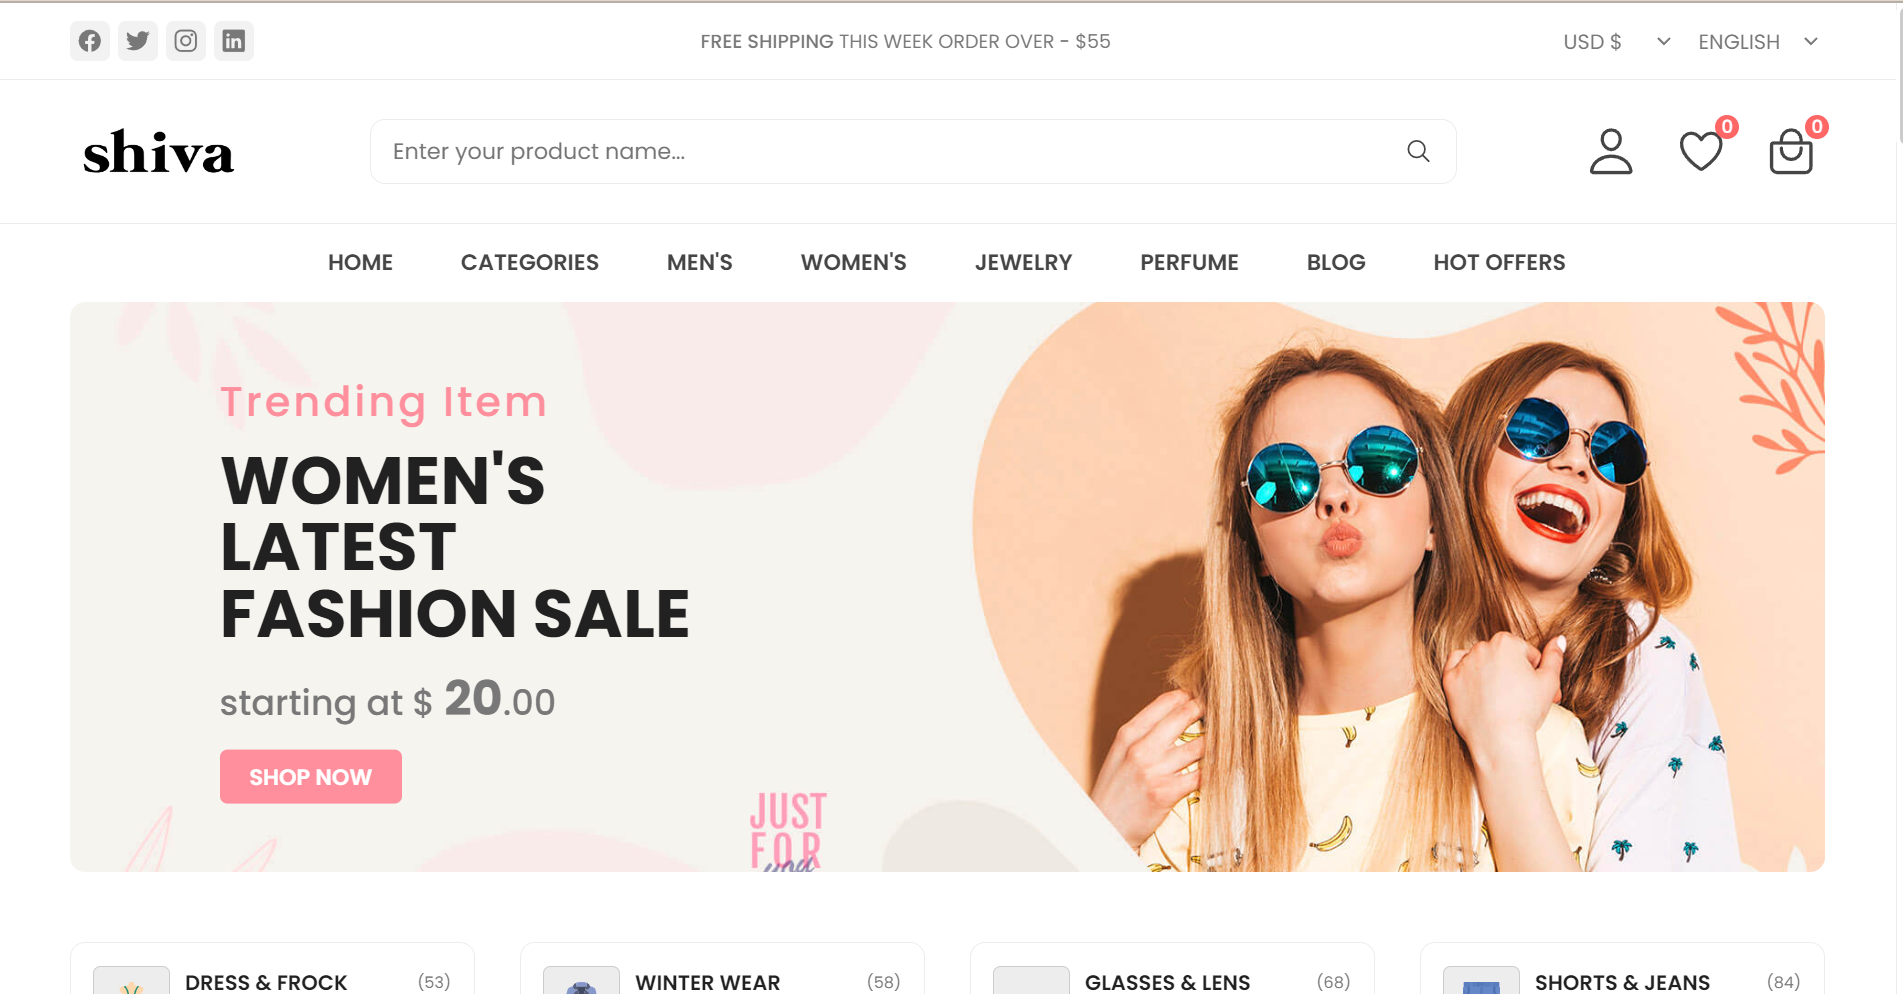 FREE SHIPPING THIS WEEK ORDER OVER - $55
USD $
ENGLISH
shiva
Enter your product name...
0
0
HOME
CATEGORIES
MEN'S
WOMEN'S
JEWELRY
PERFUME
BLOG
HOT OFFERS
Trending Item
WOMEN'S
LATEST
FASHION SALE
starting at $ 20.00
SHOP NOW
JUST
FOR
you
DRESS & FROCK
(53)
WINTER WEAR
(58)
GLASSES & LENS
(68)
SHORTS & JEANS
(84)